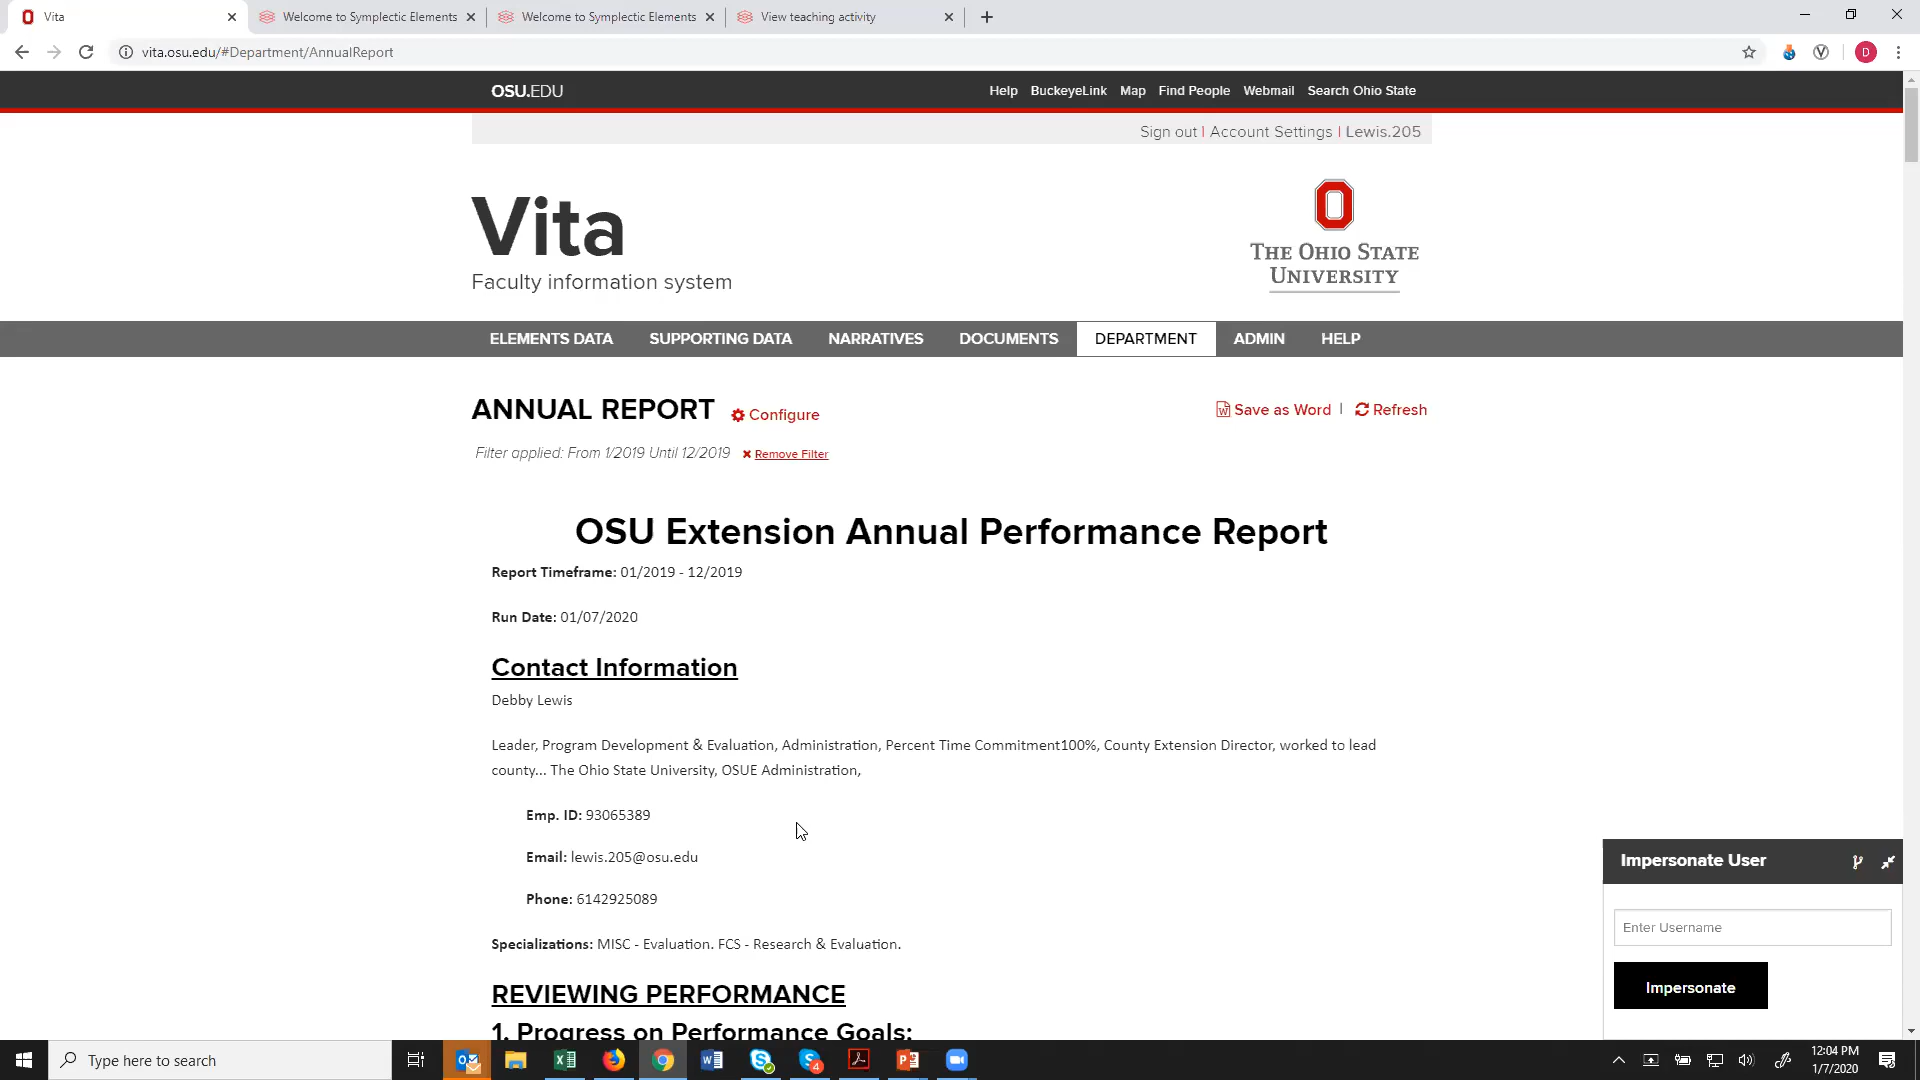 Vita
Welcome to Symplectic Elements
Welcome to Symplectic Elements
View teaching activity
vita.osu.edu/#Department/AnnualReport
D
OSU.EDU
Help BuckeyeLink Map Find People Webmail Search Ohio State
Sign out | Account Settings | Lewis.205
Vita
Faculty information system
THE OHIO STATE
UNIVERSITY
ELEMENTS DATA SUPPORTING DATA NARRATIVES DOCUMENTS DEPARTMENT ADMIN HELP
ANNUAL REPORT Configure
Save as Word | Refresh
Filter applied: From 1/2019 Until 12/2019 Remove Filter
OSU Extension Annual Performance Report
Report Timeframe: 01/2019 - 12/2019
Run Date: 01/07/2020
Contact Information
Debby Lewis
Leader, Program Development & Evaluation, Administration, Percent Time Commitment100%, County Extension Director, worked to lead
county... The Ohio State University, OSUE Administration,
Emp. ID: 93065389
Email: lewis.205@osu.edu
Phone: 6142925089
Specializations: MISC - Evaluation. FCS - Research & Evaluation.
REVIEWING PERFORMANCE
1. Progress on Performance Goals:
Impersonate User
Enter Username
Impersonate
Type here to search
4
12:04 PM
1/7/2020